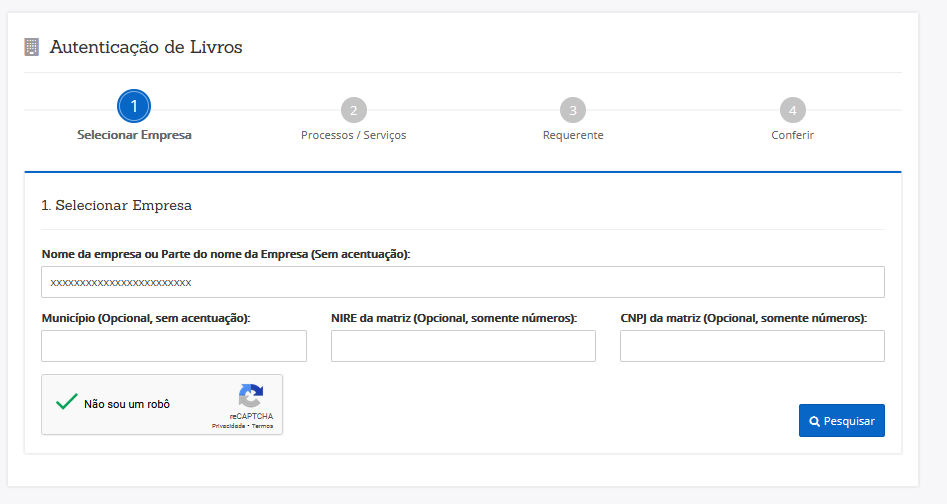 Autenticação de Livros
1
2
3
4
Selecionar Empresa
Processos / Serviços
Requerente
Conferir
1. Selecionar Empresa
Nome da empresa ou Parte do nome da Empresa (Sem acentuação):
xxxxxxxxxxxxxxxxxxxxxxxx
Município (Opcional, sem acentuação):
NIRE da matriz (Opcional, somente números):
CNPJ da matriz (Opcional, somente números):
Não sou um robô
reCAPTCHA
Privacidade - Termos
Pesquisar